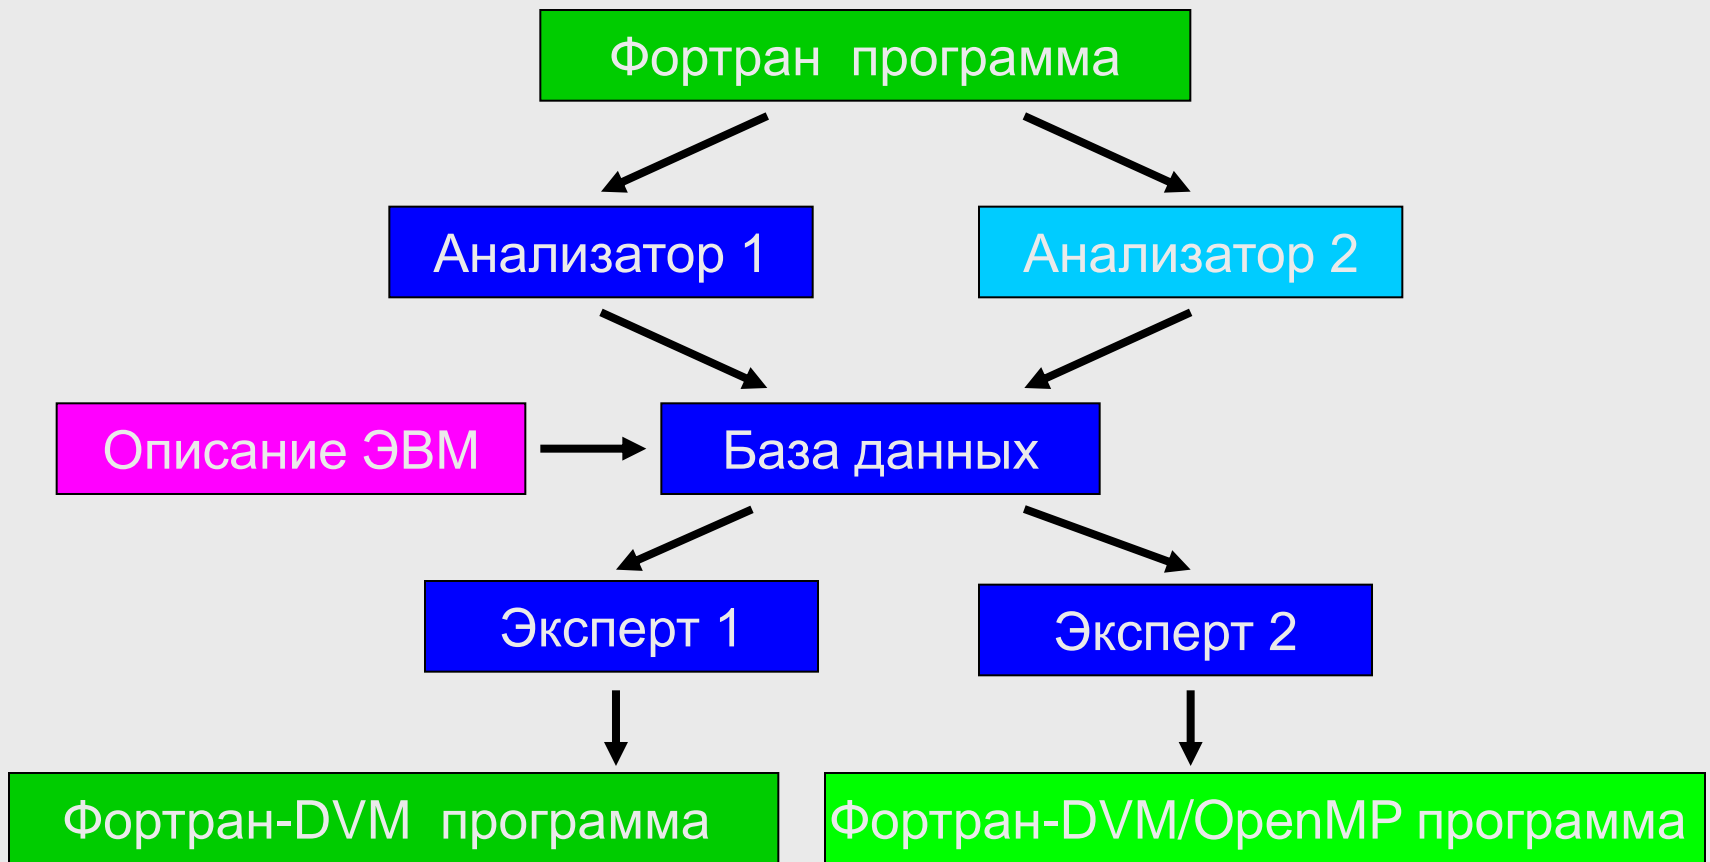 Фортран программа
Анализатор 1
Анализатор 2
Описание ЭВМ
База данных
Эксперт 1
Эксперт 2
Фортран-DVM программа
Фортран-DVM/OpenMP программа